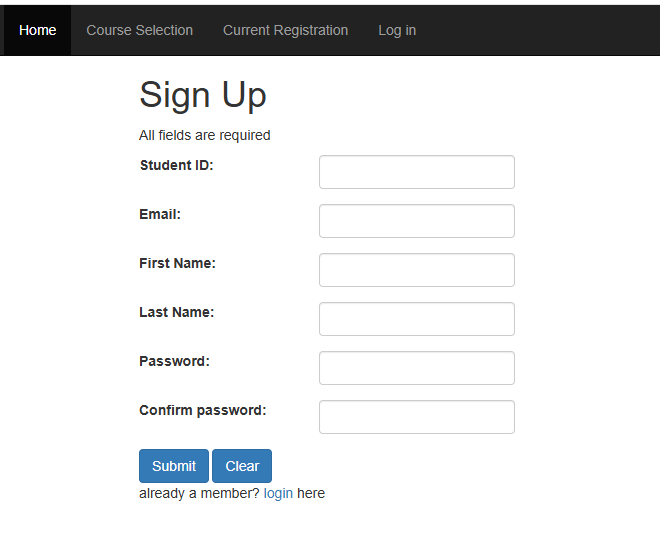 Home Course Selection Current Registration Log in
Sign Up
All fields are required
Student ID:
Email:
First Name:
Last Name:
Password:
Confirm password:
Submit Clear
already a member? login here